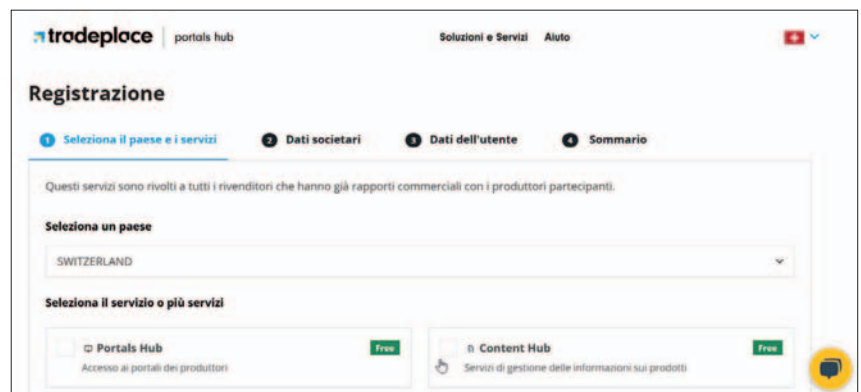 tradeplace portals hub Soluzioni e Servizi Aiuto
Registrazione
1 Seleziona il paese e i servizi 2 Dati societari 3 Dati dell'utente 4 Sommario
Questi servizi sono rivolti a tutti i rivenditori che hanno già rapporti commerciali con i produttori partecipanti.
Seleziona un paese
SWITZERLAND
Seleziona il servizio o più servizi
Portals Hub Free Content Hub Free
Accesso ai portali dei produttori Servizi di gestione delle informazioni sui prodotti